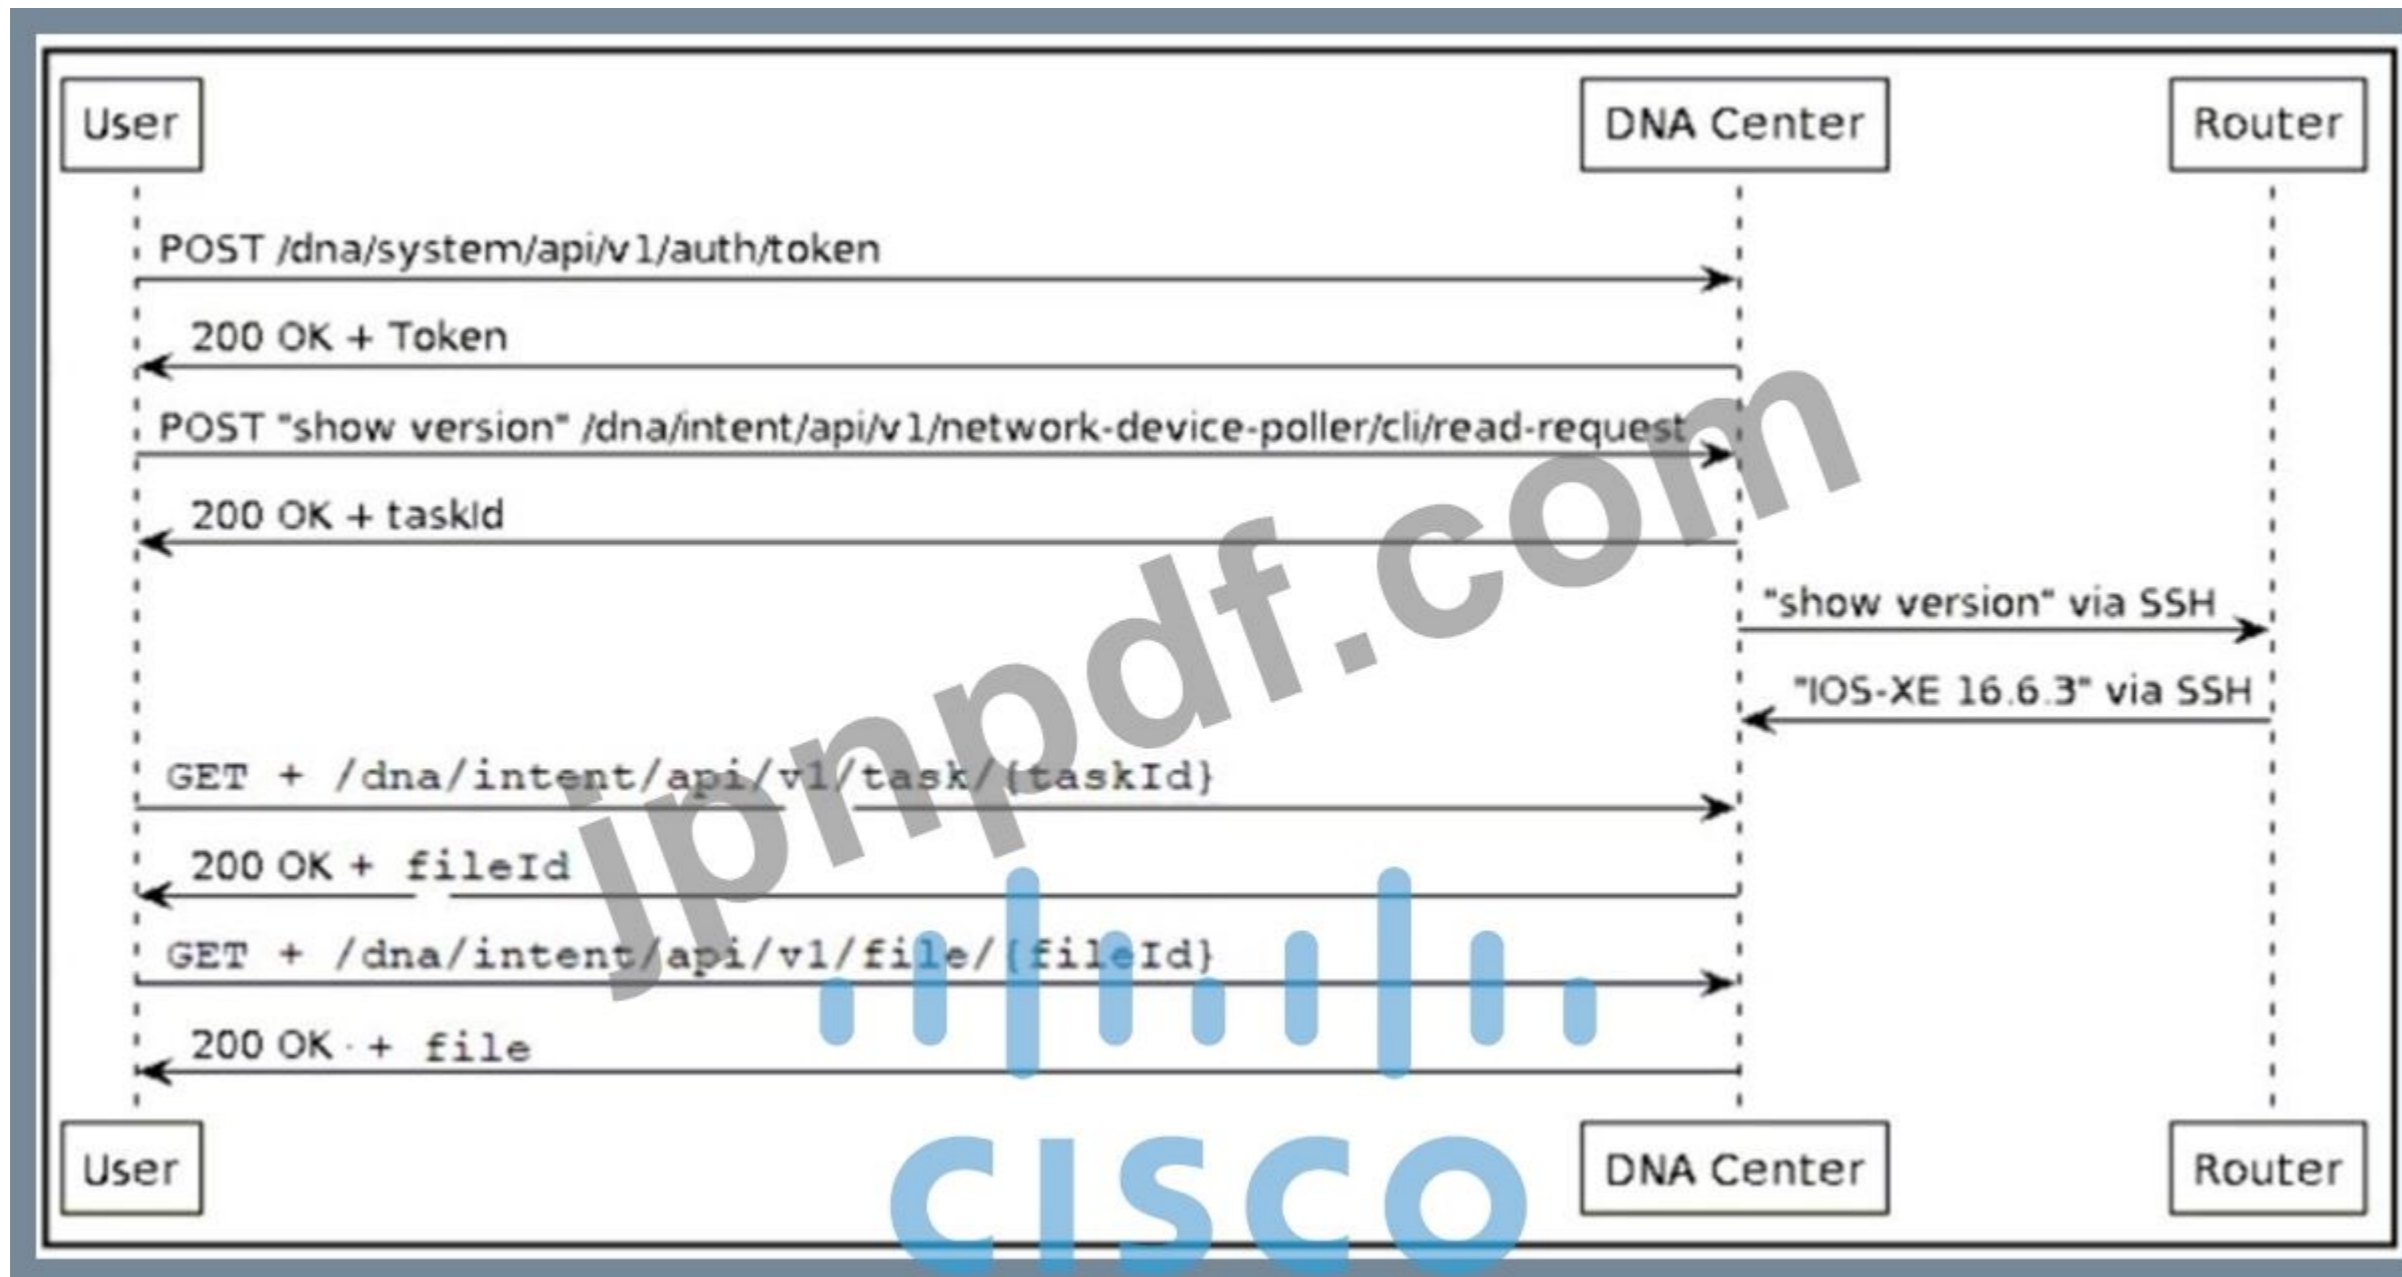 User
DNA Center
Router
POST /dna/system/api/v1/auth/token
200 OK + Token
POST "show version" /dna/intent/api/v1/network-device-poller/cli/read-request
200 OK + taskId
"show version" via SSH
"IOS-XE 16.6.3" via SSH
GET + /dna/intent/api/v1/task/{taskId}
200 OK + fileId
GET + /dna/intent/api/v1/file/{fileId}
200 OK · + file
User
DNA Center
Router
jpnpdf.com
CISCO